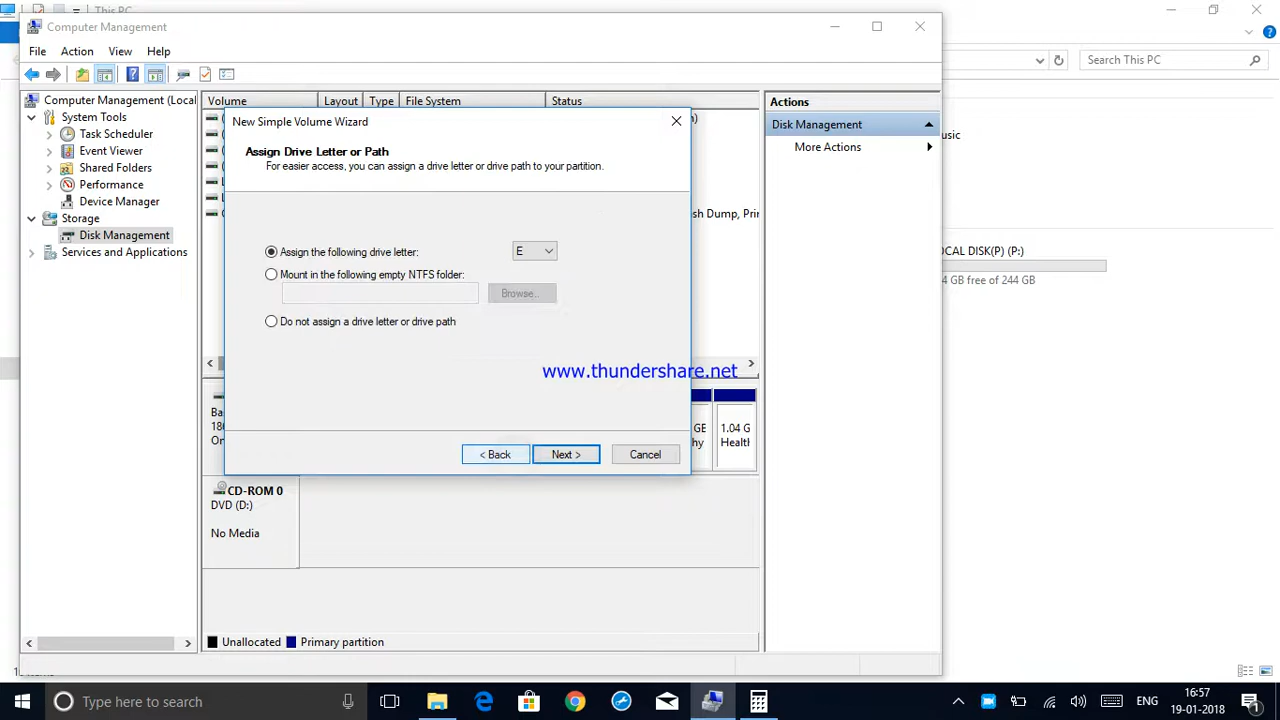 This PC
Computer Management
File Action View Help
Search This PC
Computer Management (Local
System Tools
Task Scheduler
Event Viewer
Shared Folders
Performance
Device Manager
Storage
Disk Management
Services and Applications
Volume Layout Type File System Status
sh Dump, Prin
New Simple Volume Wizard
Assign Drive Letter or Path
For easier access, you can assign a drive letter or drive path to your partition.
Assign the following drive letter: E
Mount in the following empty NTFS folder:
Browse...
Do not assign a drive letter or drive path
www.thundershare.net
< Back Next > Cancel
Actions
Disk Management
More Actions
usic
OCAL DISK(P) (P:)
4 GB free of 244 GB
Ba
On
GB
hy
1.04 G
Health
CD-ROM 0
DVD (D:)
No Media
Unallocated Primary partition
Type here to search
ENG
16:57
19-01-2018